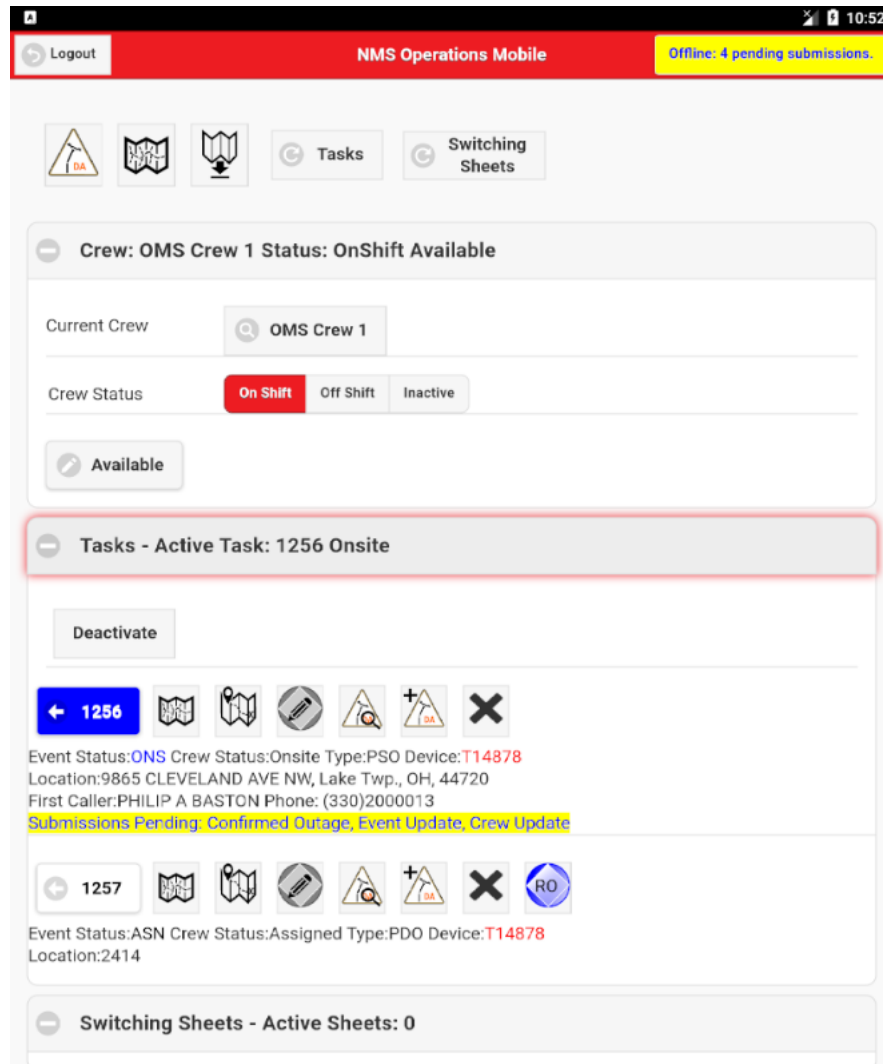 A 10:52
Logout NMS Operations Mobile Offline: 4 pending submissions.
DA Tasks Switching
Sheets
Crew: OMS Crew 1 Status: OnShift Available
Current Crew OMS Crew 1
Crew Status On Shift Off Shift Inactive
Available
Tasks - Active Task: 1256 Onsite
Deactivate
1256 DA
Event Status:ONS Crew Status:Onsite Type:PSO Device:T14878
Location:9865 CLEVELAND AVE NW, Lake Twp., OH, 44720
First Caller:PHILIP A BASTON Phone: (330)2000013
Submissions Pending: Confirmed Outage, Event Update, Crew Update
1257 DA RO
Event Status:ASN Crew Status:Assigned Type:PDO Device:T14878
Location:2414
Switching Sheets - Active Sheets: 0